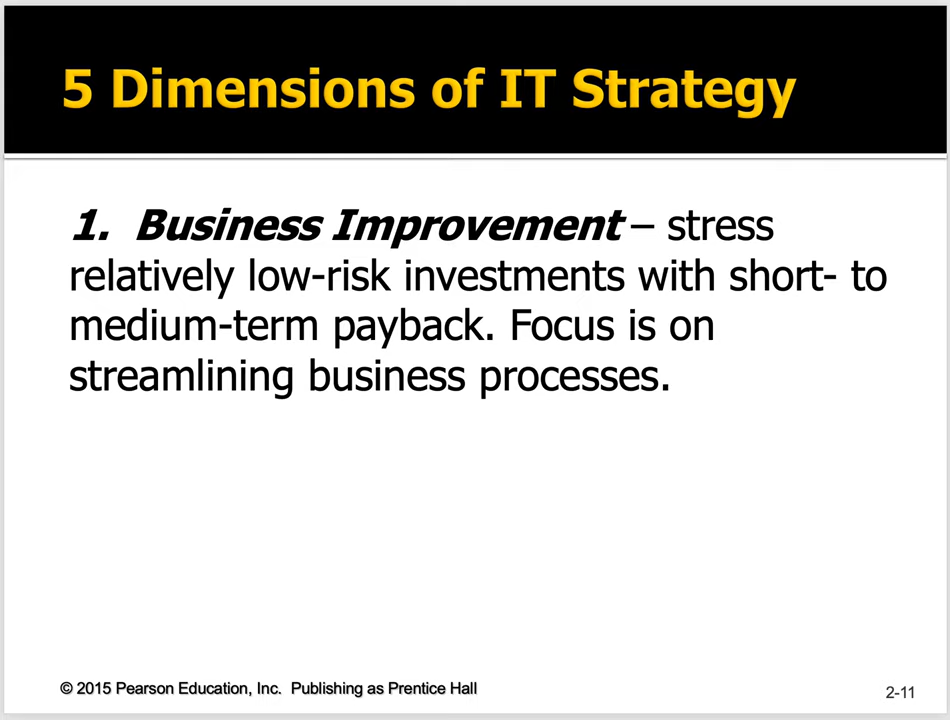 5 Dimensions of IT Strategy
1. Business Improvement – stress
relatively low-risk investments with short- to
medium-term payback. Focus is on
streamlining business processes.
© 2015 Pearson Education, Inc. Publishing as Prentice Hall
2-11